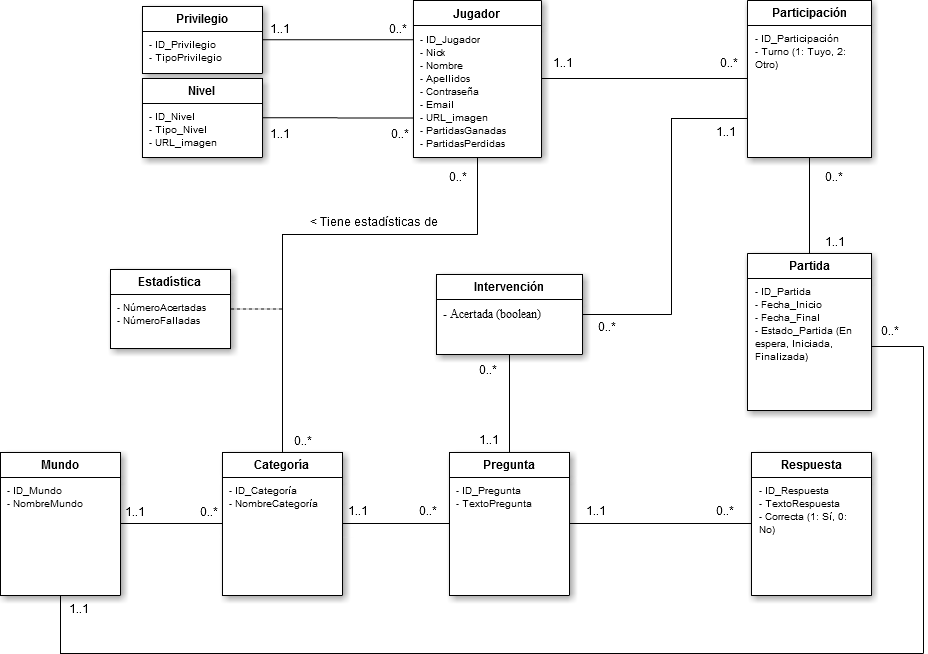 Privilegio
- ID_Privilegio
- TipoPrivilegio
1..1
0..*
Nivel
- ID_Nivel
- Tipo_Nivel
- URL_imagen
1..1
0..*
Jugador
- ID_Jugador
- Nick
- Nombre
- Apellidos
- Contraseña
- Email
- URL_imagen
- PartidasGanadas
- PartidasPerdidas
1..1
0..*
Participación
- ID_Participación
- Turno (1: Tuyo, 2:
Otro)
1..1
0..*
0..*
< Tiene estadísticas de
1..1
Estadística
- NúmeroAcertadas
- NúmeroFalladas
Intervención
- Acertada (boolean)
0..*
0..*
Partida
- ID_Partida
- Fecha_Inicio
- Fecha_Final
- Estado_Partida (En
espera, Iniciada,
Finalizada)
0..*
0..*
1..1
Mundo
- ID_Mundo
- NombreMundo
1..1
0..*
Categoría
- ID_Categoría
- NombreCategoría
1..1
0..*
Pregunta
- ID_Pregunta
- TextoPregunta
1..1
0..*
Respuesta
- ID_Respuesta
- TextoRespuesta
- Correcta (1: Sí, 0:
No)
1..1